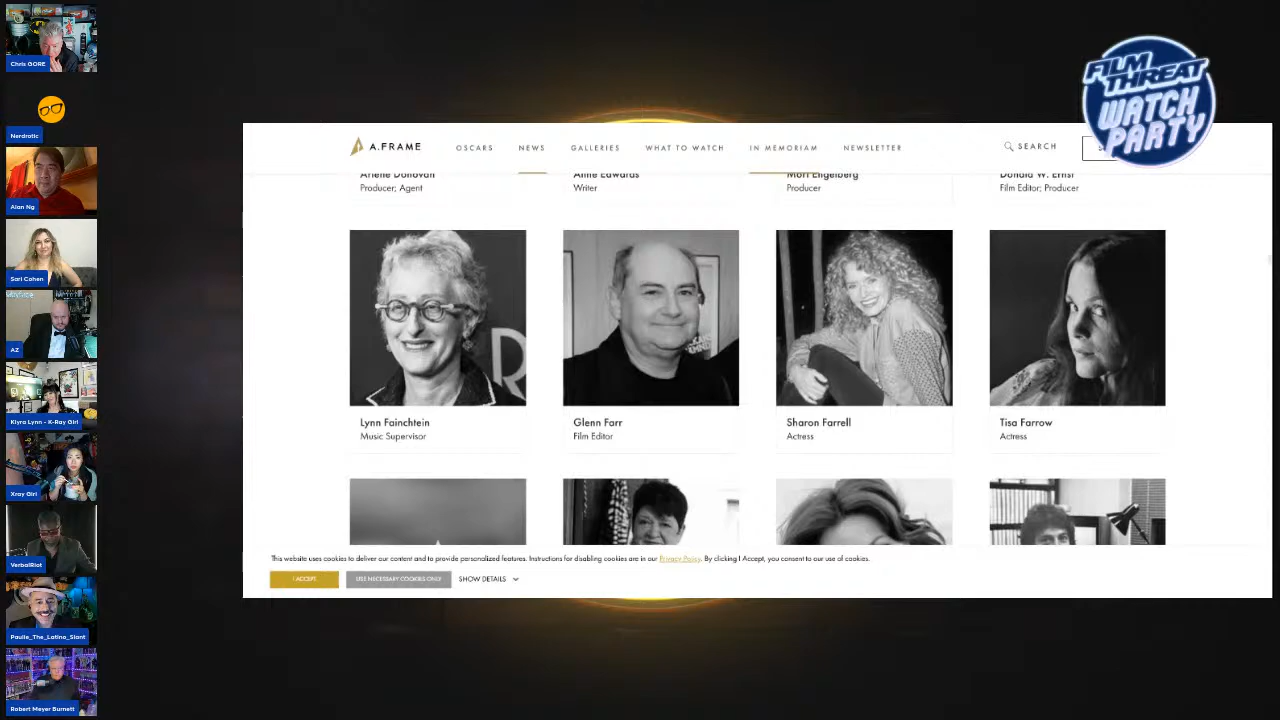 Chris GORE
Nerdrotic
Alan Ng
Sari Cohen
AZ
Kiyra Lynn - K-Ray Girl
Xray Girl
VerbalRiot
Paulie_The_Latino_Slant
Robert Meyer Burnett
FILM
THREAT
WATCH
PARTY
A.FRAME
OSCARS
NEWS
GALLERIES
WHAT TO WATCH
IN MEMORIAM
NEWSLETTER
SEARCH
Arlene Donovan
Producer; Agent
Anne Edwards
Writer
Mort Engelberg
Producer
Donald W. Ernst
Film Editor; Producer
Lynn Fainchtein
Music Supervisor
Glenn Farr
Film Editor
Sharon Farrell
Actress
Tisa Farrow
Actress
This website uses cookies to deliver our content and to provide personalized features. Instructions for disabling cookies are in our Privacy Policy. By clicking I Accept, you consent to our use of cookies.
I ACCEPT
USE NECESSARY COOKIES ONLY
SHOW DETAILS